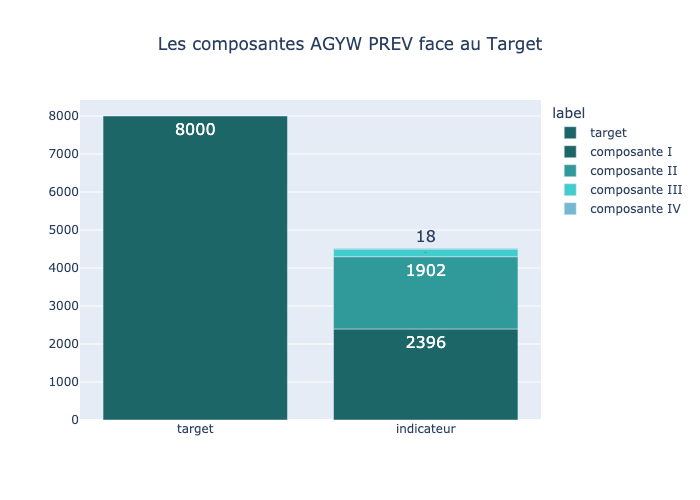 Les composantes AGYW PREV face au Target
8000
7000
6000
5000
4000
3000
2000
1000
0
8000
18
1902
2396
target
indicateur
label
target
composante I
composante II
composante III
composante IV